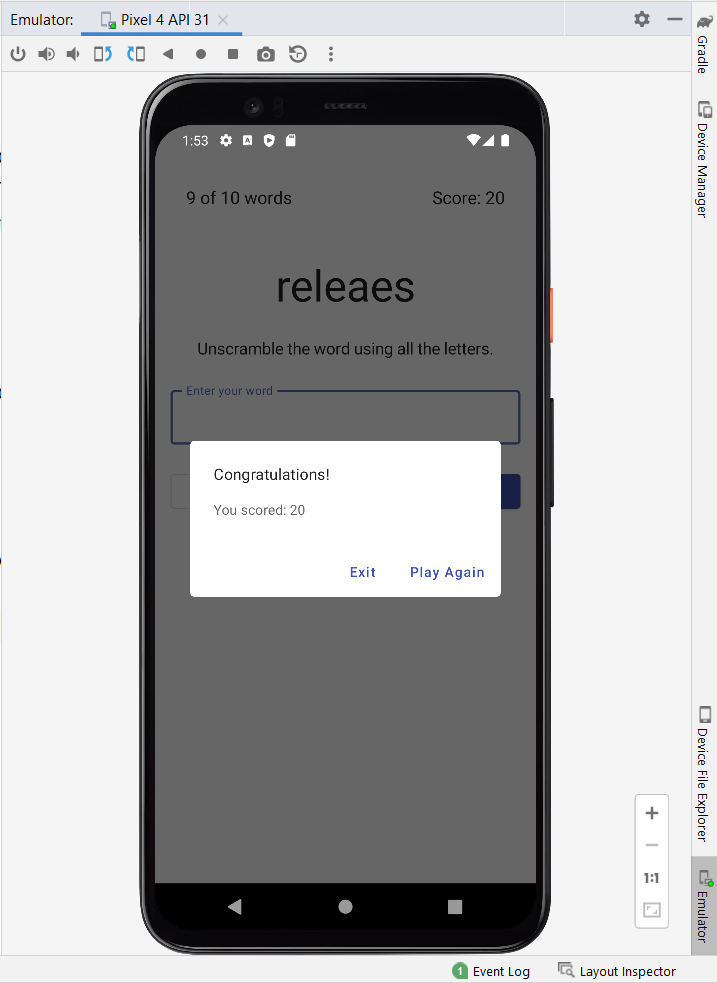 Emulator: Pixel 4 API 31
Gradle
Device Manager
1:53
9 of 10 words Score: 20
releaes
Unscramble the word using all the letters.
Enter your word
Congratulations!
You scored: 20
Exit Play Again
Device File Explorer
1:1
Emulator
1 Event Log Layout Inspector